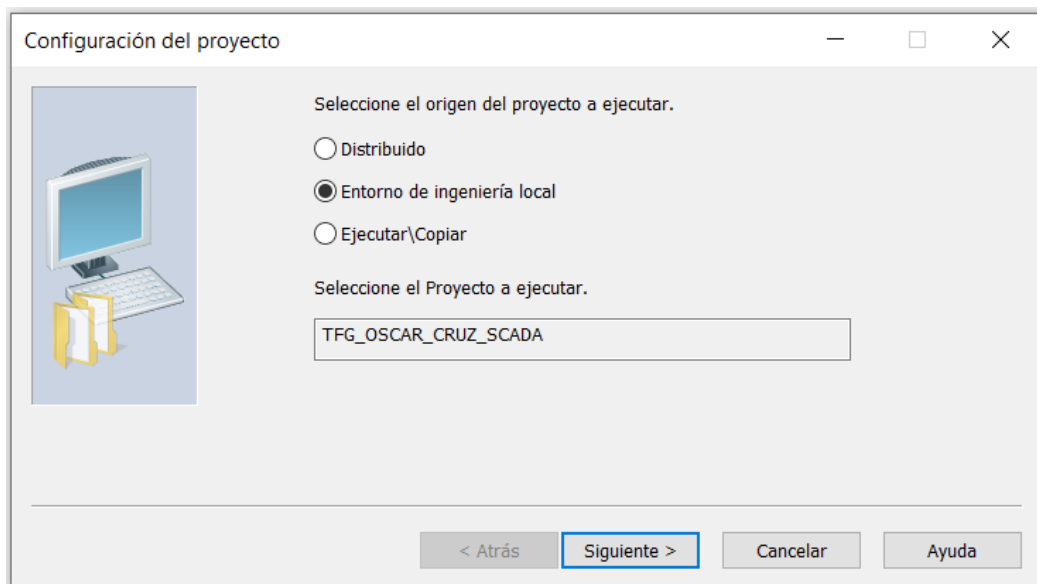 Configuración del proyecto
Seleccione el origen del proyecto a ejecutar.
Distribuido
Entorno de ingeniería local
Ejecutar\Copiar
Seleccione el Proyecto a ejecutar.
TFG_OSCAR_CRUZ_SCADA
< Atrás Siguiente > Cancelar Ayuda